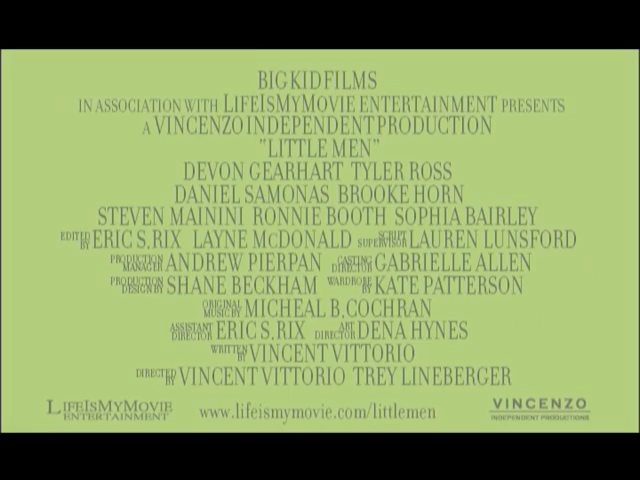 BIG KID FILMS
IN ASSOCIATION WITH LIFEISMYMOVIE ENTERTAINMENT PRESENTS
A VINCENZO INDEPENDENT PRODUCTION
"LITTLE MEN"
DEVON GEARHART TYLER ROSS
DANIEL SAMONAS BROOKE HORN
STEVEN MAININI RONNIE BOOTH SOPHIA BAIRLEY
EDITED BY ERIC S. RIX LAYNE MCDONALD SCRIPT SUPERVISOR LAUREN LUNSFORD
PRODUCTION MANAGER ANDREW PIERPAN CASTING DIRECTOR GABRIELLE ALLEN
PRODUCTION DESIGN BY SHANE BECKHAM WARDROBE BY KATE PATTERSON
ORIGINAL MUSIC BY MICHEAL B. COCHRAN
ASSISTANT DIRECTOR ERIC S. RIX ART DIRECTOR DENA HYNES
WRITTEN BY VINCENT VITTORIO
DIRECTED BY VINCENT VITTORIO TREY LINEBERGER
LIFEISMYMOVIE ENTERTAINMENT
www.lifeismymovie.com/littlemen
VINCENZO
INDEPENDENT PRODUCTIONS